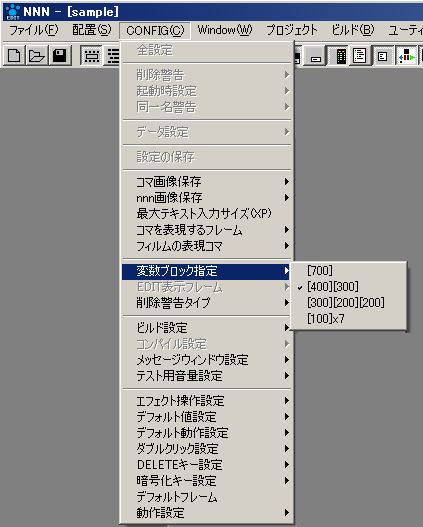 NNN - [sample]
EDIT
ファイル(F) 配置(S) CONFIG(C) Window(W) プロジェクト ビルド(B) ユーティ
全設定
削除警告
起動時設定
同一名警告
データ設定
設定の保存
コマ画像保存
nnn画像保存
最大テキスト入力サイズ(XP)
コマを表現するフレーム
フィルムの表現コマ
変数ブロック指定
[700]
EDIT表示フレーム
[400][300]
削除警告タイプ
[300][200][200]
[100]x7
ビルド設定
コンパイル設定
メッセージウィンドウ設定
テスト用音量設定
エフェクト操作設定
デフォルト値設定
デフォルト動作設定
ダブルクリック設定
DELETEキー設定
暗号化キー設定
デフォルトフレーム
動作設定